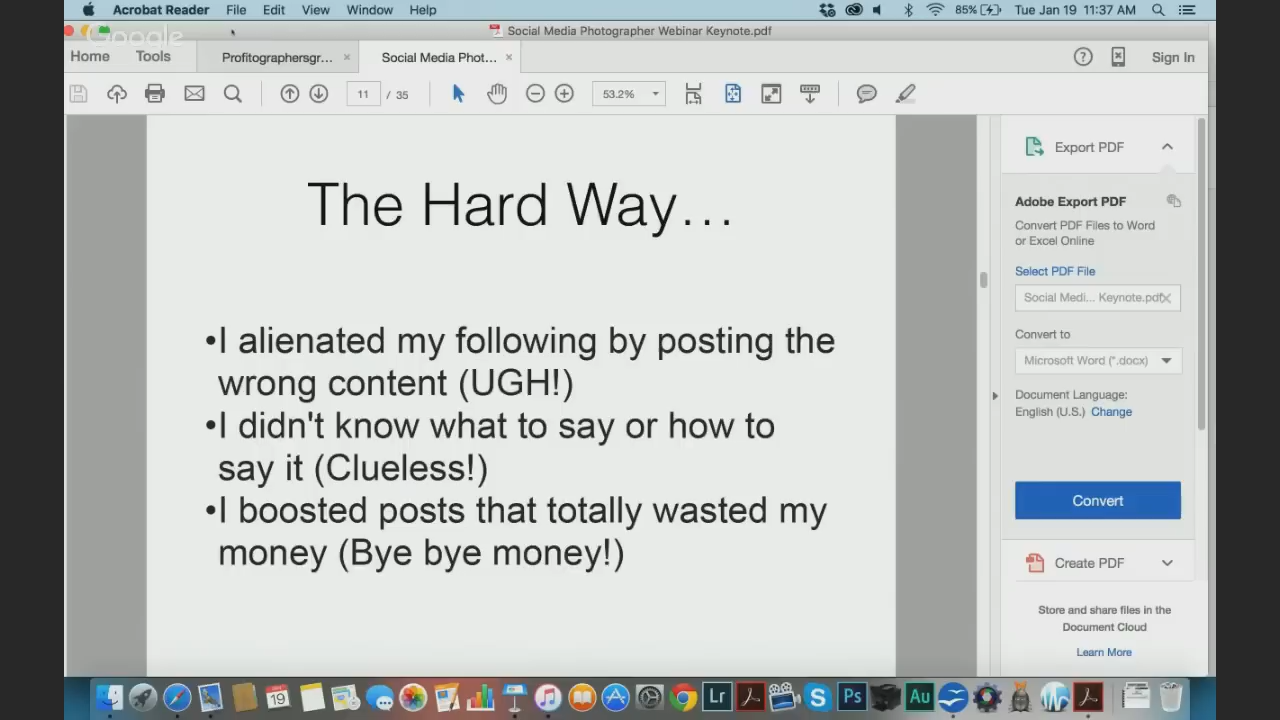 Acrobat Reader File Edit View Window Help 85% Tue Jan 19 11:37 AM
Google
Social Media Photographer Webinar Keynote.pdf
Home Tools Profitographersgr... × Social Media Phot... × Sign In
11 / 35 53.2%
The Hard Way...
•I alienated my following by posting the
wrong content (UGH!)
•I didn't know what to say or how to
say it (Clueless!)
•I boosted posts that totally wasted my
money (Bye bye money!)
Export PDF
Adobe Export PDF
Convert PDF Files to Word
or Excel Online
Select PDF File
Social Medi... Keynote.pdf
Convert to
Microsoft Word (*.docx)
Document Language:
English (U.S.) Change
Convert
Create PDF
Store and share files in the
Document Cloud
Learn More
19 Lr Ps Au